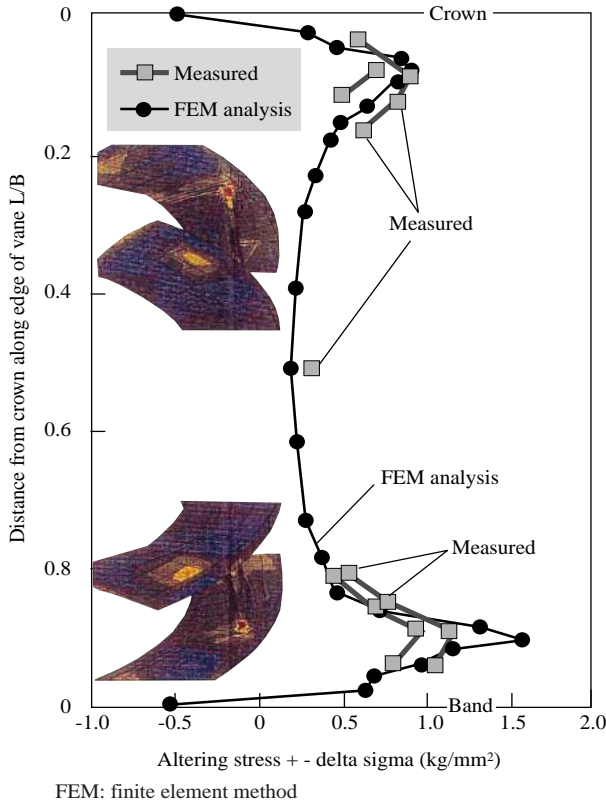 0
Crown
Measured
FEM analysis
0.2
Measured
0.4
Distance from crown along edge of vane L/B
0.6
FEM analysis
Measured
0.8
0
Band
-1.0
-0.5
0
0.5
1.0
1.5
2.0
Altering stress + - delta sigma (kg/mm²)
FEM: finite element method